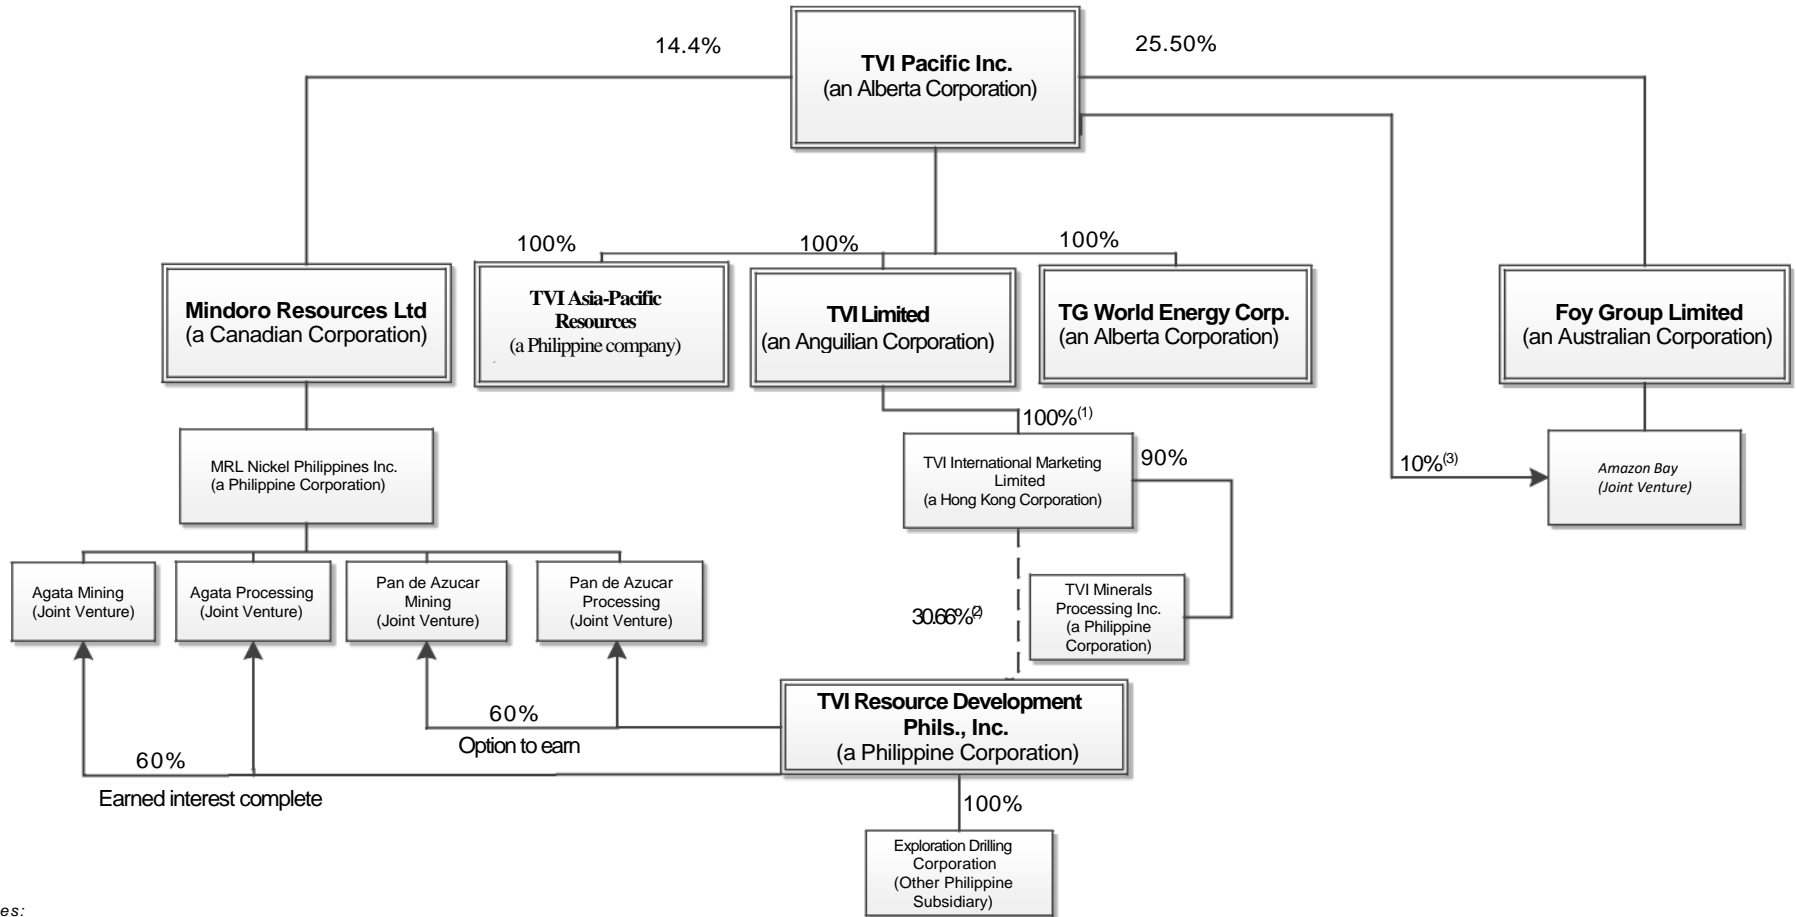 14.4%
TVI Pacific Inc.
(an Alberta Corporation)
25.50%
100%
100%
100%
Mindoro Resources Ltd
(a Canadian Corporation)
TVI Asia-Pacific
Resources
(a Philippine company)
TVI Limited
(an Anguilian Corporation)
TG World Energy Corp.
(an Alberta Corporation)
Foy Group Limited
(an Australian Corporation)
100%(1)
MRL Nickel Philippines Inc.
(a Philippine Corporation)
TVI International Marketing
Limited
(a Hong Kong Corporation)
90%
10%(3)
Amazon Bay
(Joint Venture)
Agata Mining
(Joint Venture)
Agata Processing
(Joint Venture)
Pan de Azucar
Mining
(Joint Venture)
Pan de Azucar
Processing
(Joint Venture)
30.66%(2)
TVI Minerals
Processing Inc.
(a Philippine
Corporation)
60%
Option to earn
TVI Resource Development
Phils., Inc.
(a Philippine Corporation)
60%
Earned interest complete
100%
Exploration Drilling
Corporation
(Other Philippine
Subsidiary)
es: